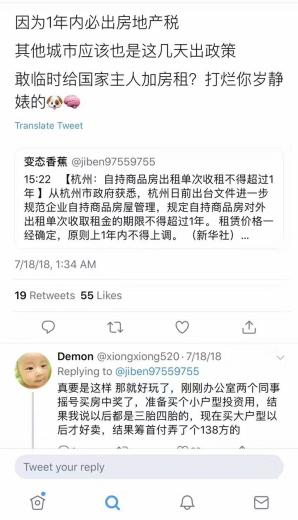 因为1年内必出房地产税
其他城市应该也是这几天出政策
敢临时给国家主人加房租？打烂你岁静
婊的🐶🧠
Translate Tweet
变态香蕉 @jiben97559755
15:22 【杭州：自持商品房出租单次收租不得超过1
年】从杭州市政府获悉，杭州日前出台文件进一步
规范企业自持商品房屋管理，规定自持商品房对外
出租单次收取租金的期限不得超过1年。 租赁价格一
经确定，原则上1年内不得上调。 （新华社）...
7/18/18, 1:34 AM
19 Retweets 55 Likes
Demon @xiongxiong520 · 7/18/18
Replying to @jiben97559755
真要是这样 那就好玩了，刚刚办公室两个同事
摇号买房中奖了，准备买个小户型投资用，结
果我说以后都是三胎四胎的，现在买大户型以
后才好卖，结果筹首付弄了个138方的
Tweet your reply